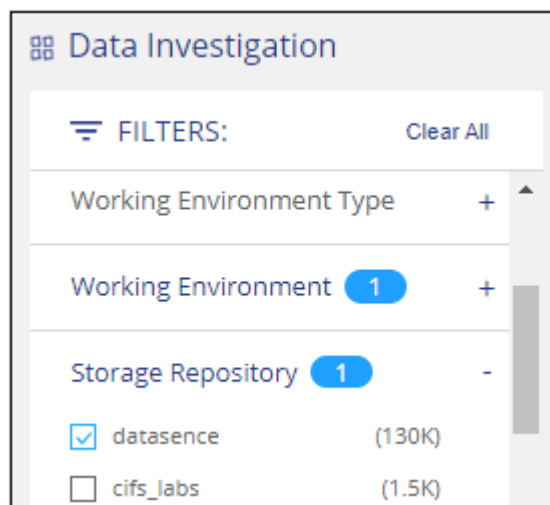 Data Investigation
FILTERS: Clear All
Working Environment Type +
Working Environment 1 +
Storage Repository 1 -
datasence (130K)
cifs_labs (1.5K)